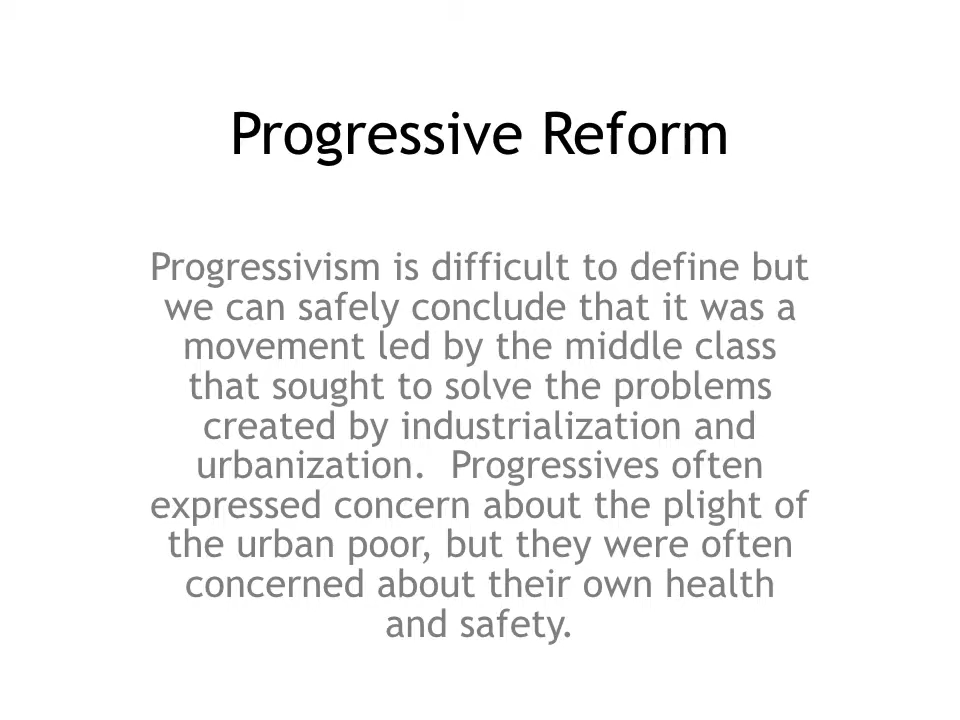 Progressive Reform
Progressivism is difficult to define but
we can safely conclude that it was a
movement led by the middle class
that sought to solve the problems
created by industrialization and
urbanization.  Progressives often
expressed concern about the plight of
the urban poor, but they were often
concerned about their own health
and safety.